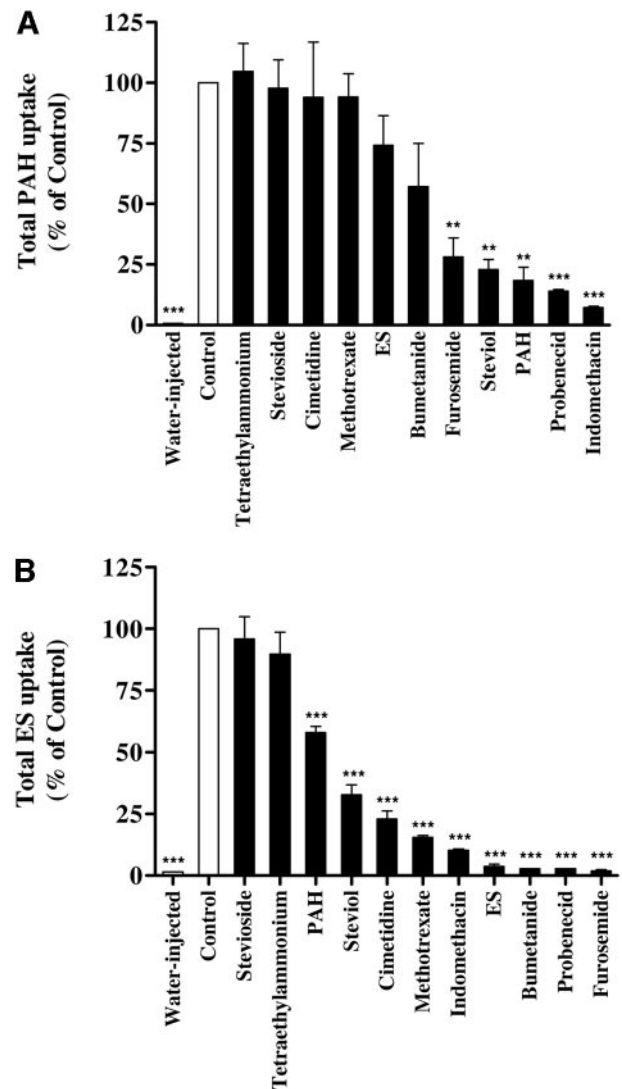 A
Total PAH uptake
(% of Control)
125
100
75
50
25
0
***
**
**
**
***
***
Water-injected
Control
Tetraethylammonium
Stevioside
Cimetidine
Methotrexate
ES
Bumetanide
Furosemide
Steviol
PAH
Probenecid
Indomethacin
B
Total ES uptake
(% of Control)
125
100
75
50
25
0
***
***
***
***
***
***
***
***
***
***
Water-injected
Control
Stevioside
Tetraethylammonium
PAH
Steviol
Cimetidine
Methotrexate
Indomethacin
ES
Bumetanide
Probenecid
Furosemide